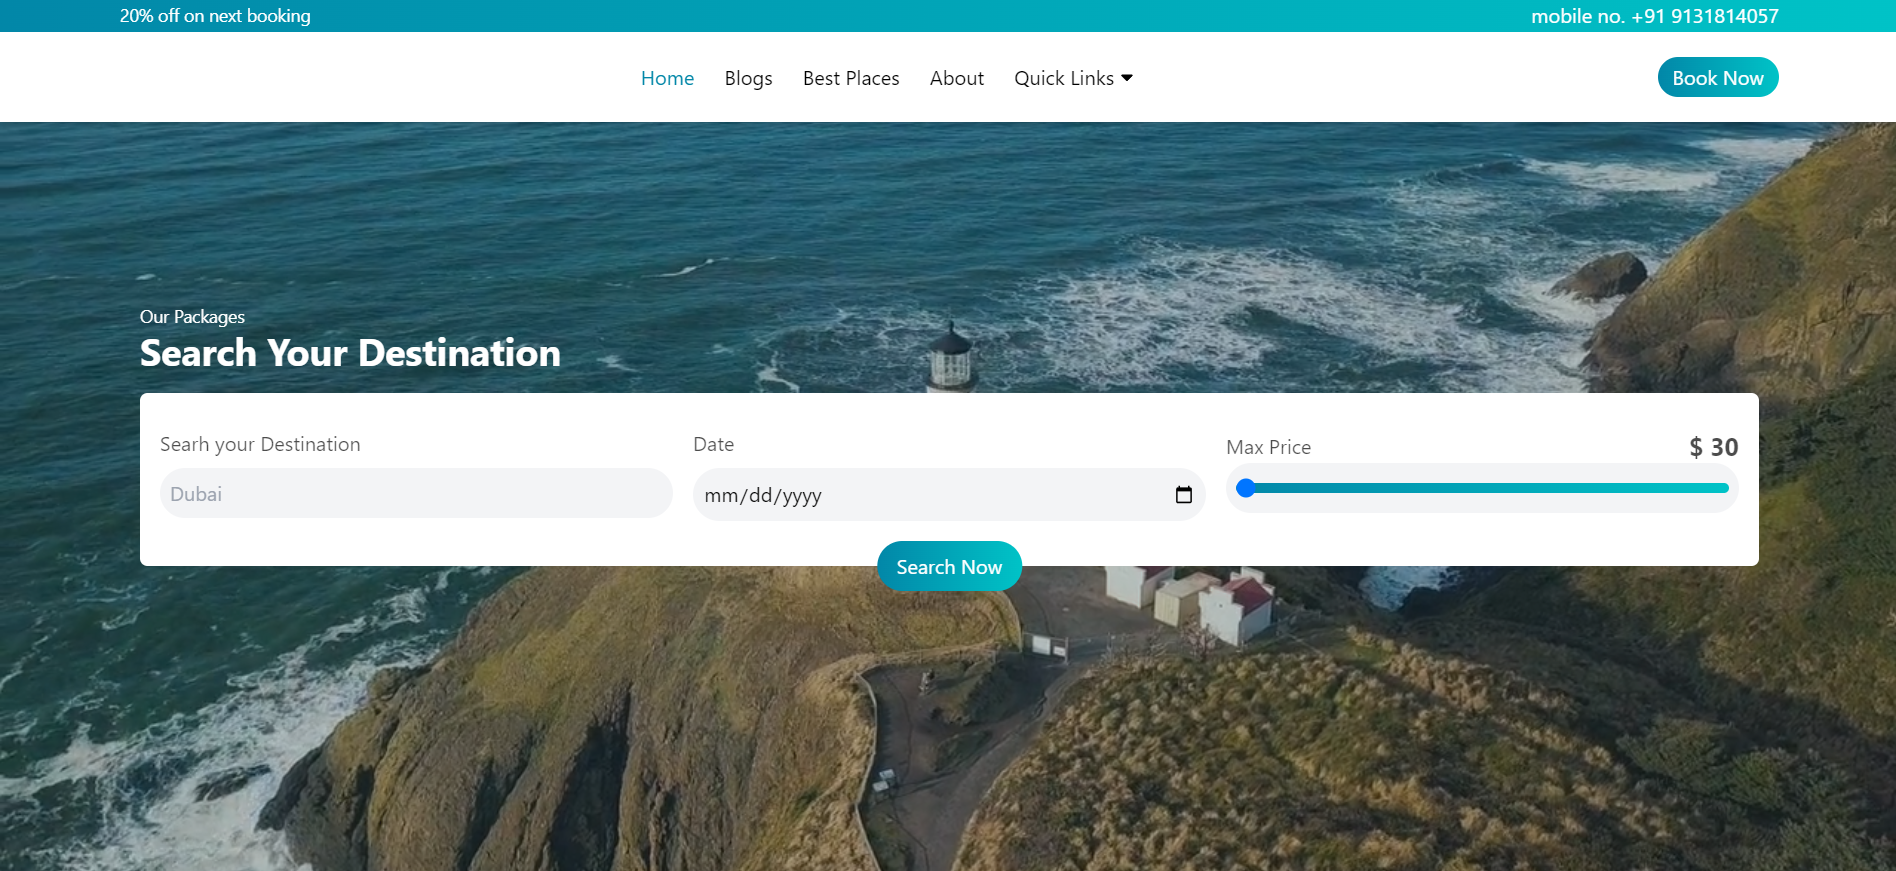 20% off on next booking
mobile no. +91 9131814057
Home Blogs Best Places About Quick Links
Book Now
Our Packages
Search Your Destination
Searh your Destination
Dubai
Date
mm/dd/yyyy
Max Price
$ 30
Search Now